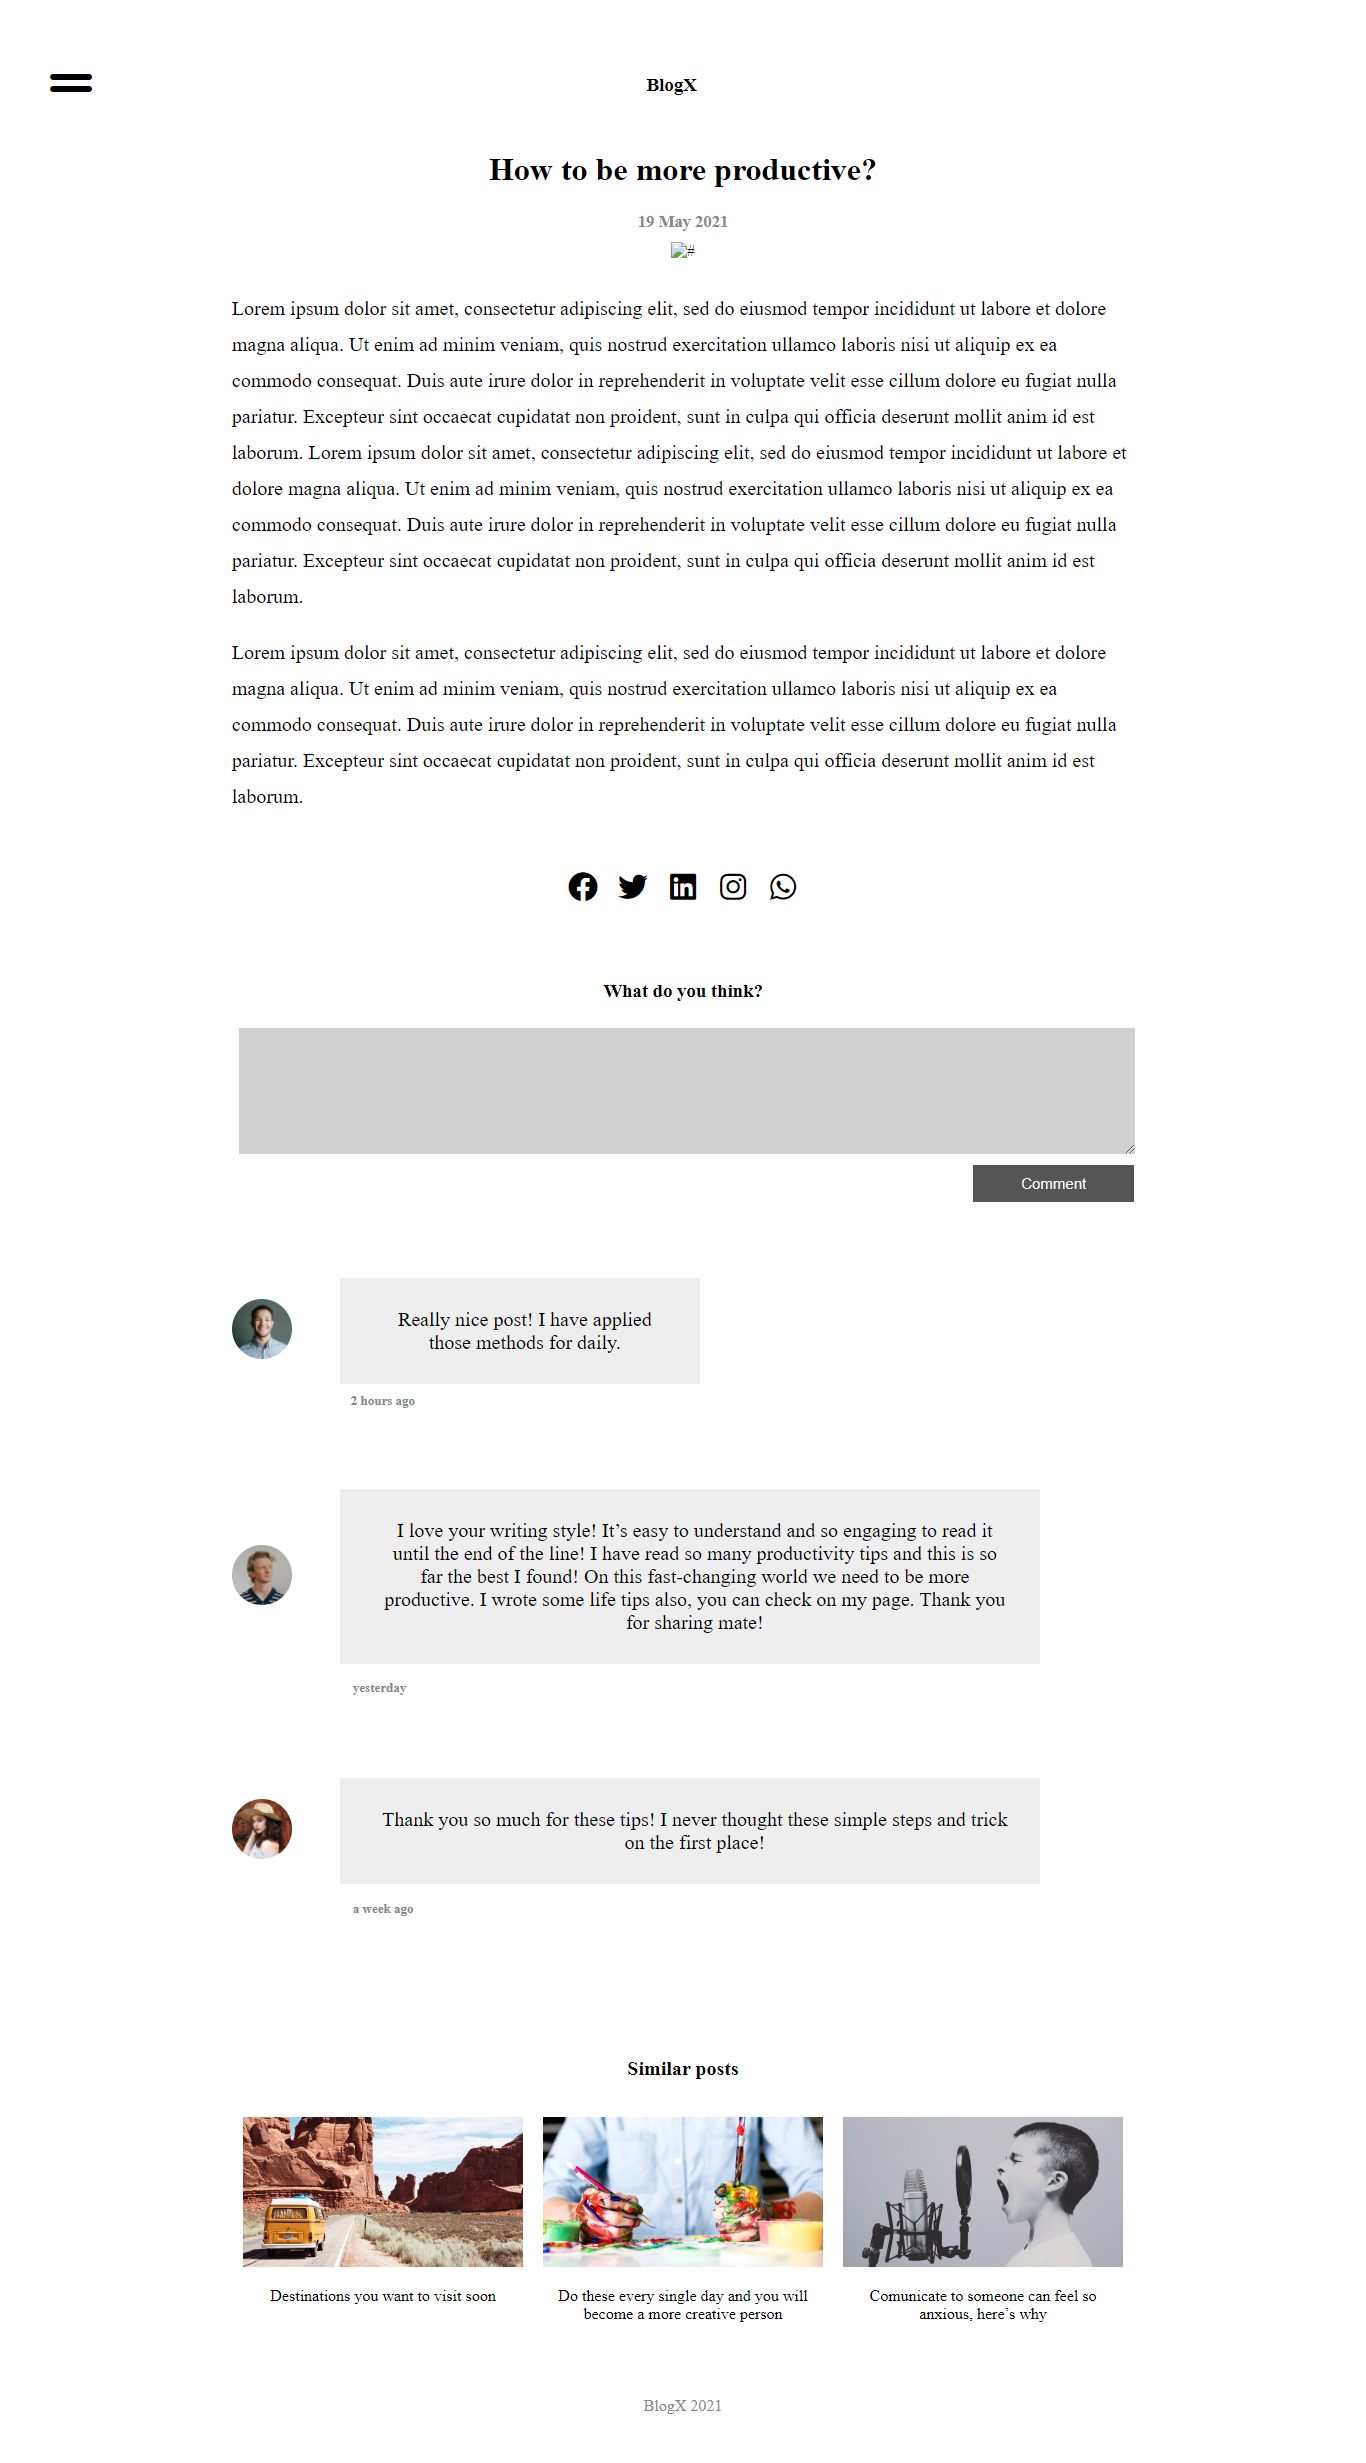 BlogX
How to be more productive?
19 May 2021
#
Lorem ipsum dolor sit amet, consectetur adipiscing elit, sed do eiusmod tempor incididunt ut labore et dolore
magna aliqua. Ut enim ad minim veniam, quis nostrud exercitation ullamco laboris nisi ut aliquip ex ea
commodo consequat. Duis aute irure dolor in reprehenderit in voluptate velit esse cillum dolore eu fugiat nulla
pariatur. Excepteur sint occaecat cupidatat non proident, sunt in culpa qui officia deserunt mollit anim id est
laborum. Lorem ipsum dolor sit amet, consectetur adipiscing elit, sed do eiusmod tempor incididunt ut labore et
dolore magna aliqua. Ut enim ad minim veniam, quis nostrud exercitation ullamco laboris nisi ut aliquip ex ea
commodo consequat. Duis aute irure dolor in reprehenderit in voluptate velit esse cillum dolore eu fugiat nulla
pariatur. Excepteur sint occaecat cupidatat non proident, sunt in culpa qui officia deserunt mollit anim id est
laborum.
Lorem ipsum dolor sit amet, consectetur adipiscing elit, sed do eiusmod tempor incididunt ut labore et dolore
magna aliqua. Ut enim ad minim veniam, quis nostrud exercitation ullamco laboris nisi ut aliquip ex ea
commodo consequat. Duis aute irure dolor in reprehenderit in voluptate velit esse cillum dolore eu fugiat nulla
pariatur. Excepteur sint occaecat cupidatat non proident, sunt in culpa qui officia deserunt mollit anim id est
laborum.
What do you think?
Comment
Really nice post! I have applied
those methods for daily.
2 hours ago
I love your writing style! It’s easy to understand and so engaging to read it
until the end of the line! I have read so many productivity tips and this is so
far the best I found! On this fast-changing world we need to be more
productive. I wrote some life tips also, you can check on my page. Thank you
for sharing mate!
yesterday
Thank you so much for these tips! I never thought these simple steps and trick
on the first place!
a week ago
Similar posts
Destinations you want to visit soon
Do these every single day and you will
become a more creative person
Comunicate to someone can feel so
anxious, here’s why
BlogX 2021